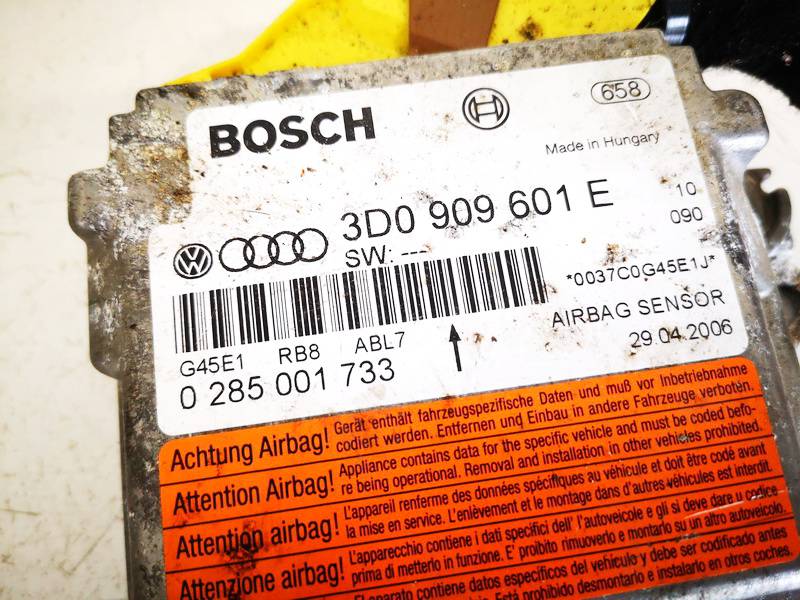 BOSCH
658
Made in Hungary
3D0 909 601 E
10
090
SW: ---
*0037C0G45E1J*
AIRBAG SENSOR
29.04.2006
G45E1 RB8 ABL7
0 285 001 733
Achtung Airbag!
Gerät enthält fahrzeugspezifische Daten und muß vor Inbetriebnahme
codiert werden. Entfernen und Einbau in andere Fahrzeuge verboten.
Attention Airbag!
Appliance contains data for the specific vehicle and must be coded befo-
re being operational. Removal and installation in other vehicles prohibited.
Attention airbag!
L'appareil renferme des données spécifiques au véhicule et doit être codé avant
la mise en service. L'enlèvement et le montage dans d'autres véhicules est interdit.
Attenzione airbag!
L'apparecchio contiene i dati specifici dell' l'autoveicolo e gli si deve dare u codice
prima di metterlo in funzione. E' proibito rimuoverlo e montarlo su un altro autoveicolo.
El aparato contiene datos específicos del vehículo y debe ser codificado antes
Está prohibido desmontarlo e instalarlo en otros coches.